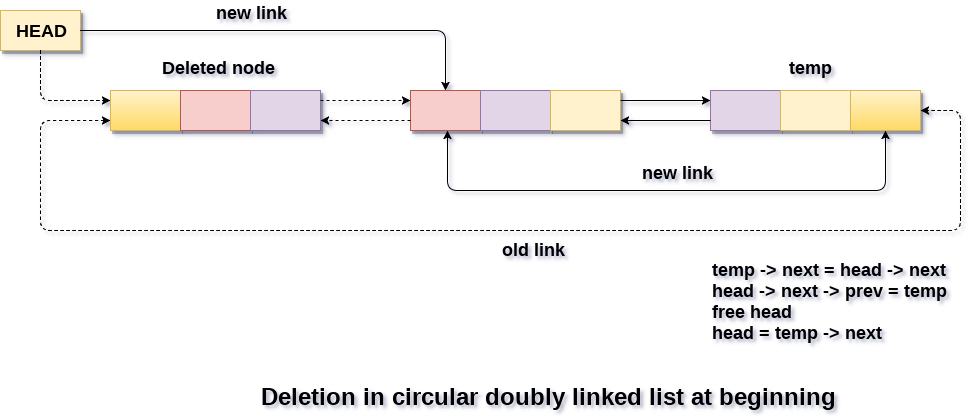 new link
HEAD
Deleted node
temp
new link
old link
temp -> next = head -> next
head -> next -> prev = temp
free head
head = temp -> next
Deletion in circular doubly linked list at beginning